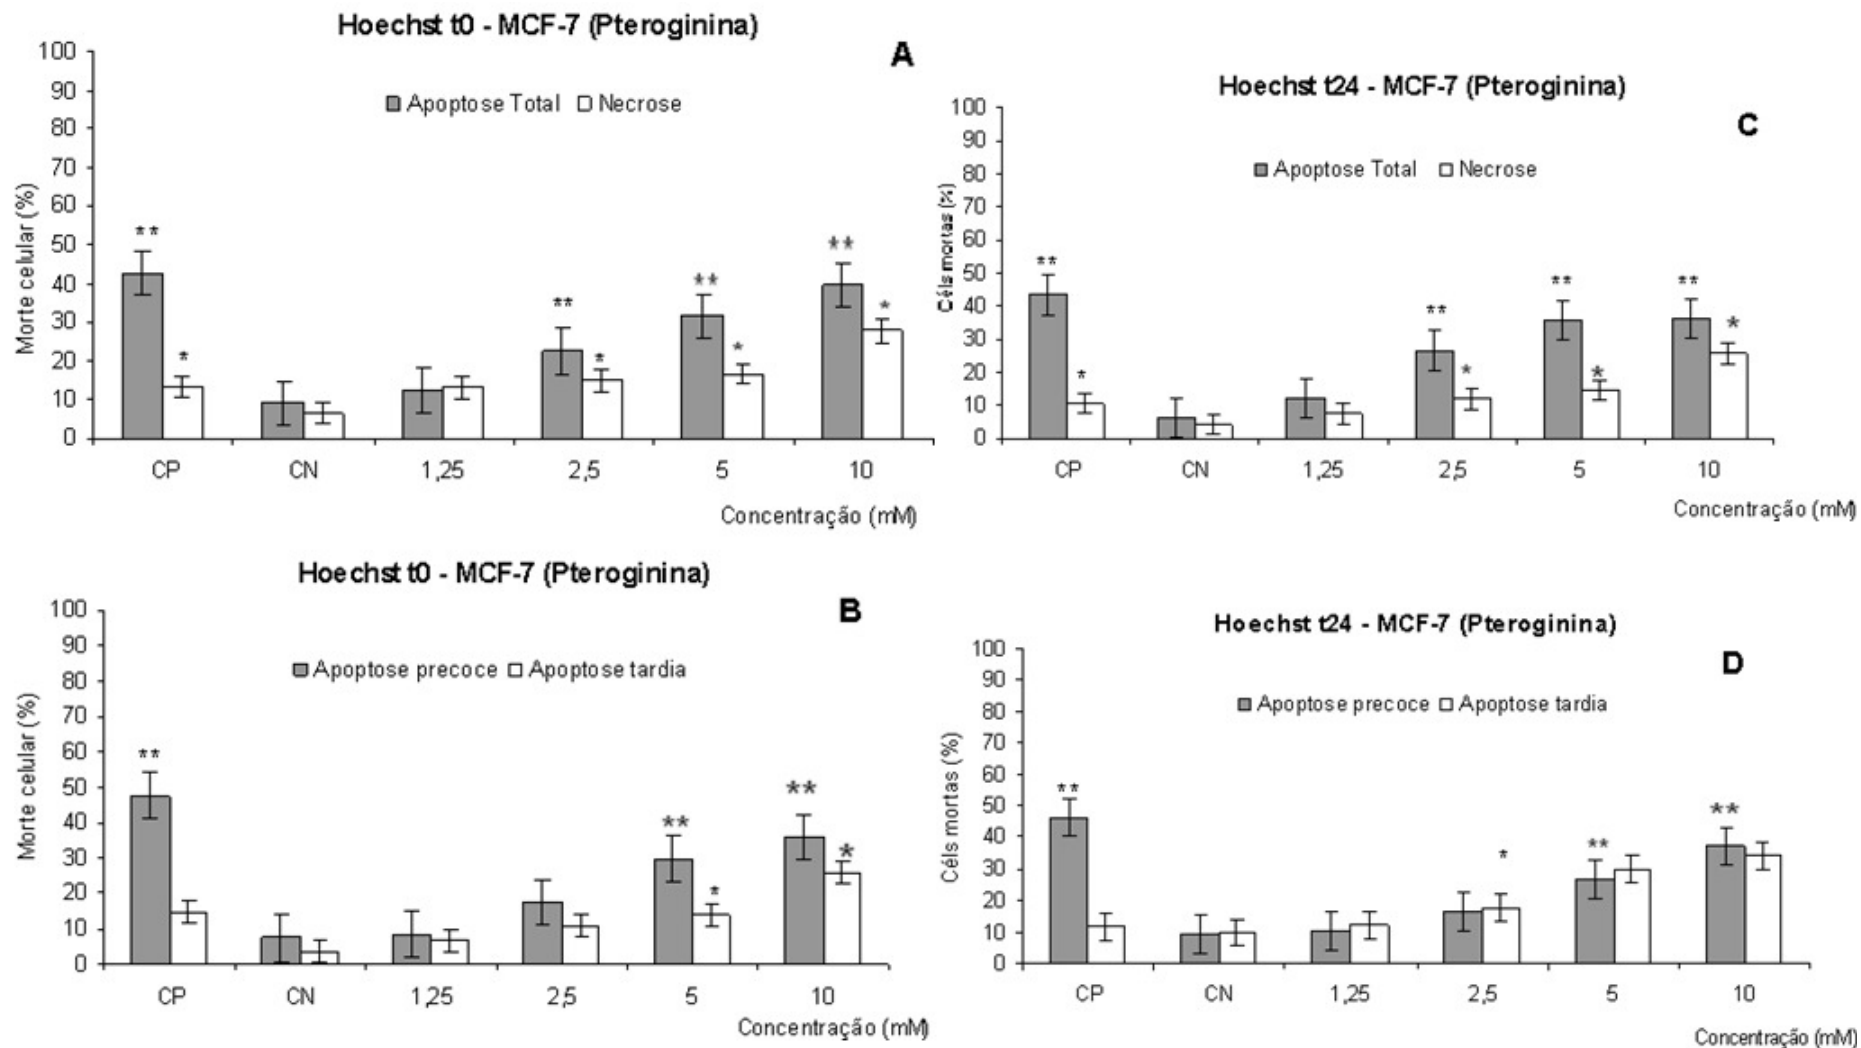 Hoechst t0 - MCF-7 (Pteroginina)
A
Apoptose Total Necrose
Morte celular (%)
100
90
80
70
60
50
40
30
20
10
0
** * ** * ** * ** *
CP CN 1,25 2,5 5 10
Concentração (mM)
Hoechst t24 - MCF-7 (Pteroginina)
C
Apoptose Total Necrose
Céls mortas (%)
100
90
80
70
60
50
40
30
20
10
0
** * ** * ** * ** *
CP CN 1,25 2,5 5 10
Concentração (mM)
Hoechst t0 - MCF-7 (Pteroginina)
B
Apoptose precoce Apoptose tardia
Morte celular (%)
100
90
80
70
60
50
40
30
20
10
0
** ** * ** *
CP CN 1,25 2,5 5 10
Concentração (mM)
Hoechst t24 - MCF-7 (Pteroginina)
D
Apoptose precoce Apoptose tardia
Céls mortas (%)
100
90
80
70
60
50
40
30
20
10
0
** * ** **
CP CN 1,25 2,5 5 10
Concentração (mM)